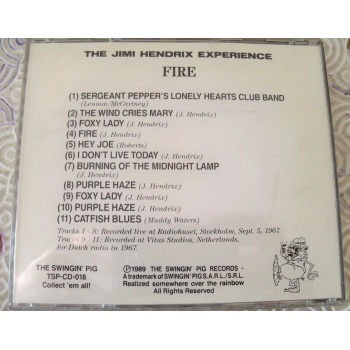 THE JIMI HENDRIX EXPERIENCE
FIRE
(1) SERGEANT PEPPER'S LONELY HEARTS CLUB BAND
(Lennon/McCartney)
(2) THE WIND CRIES MARY (J. Hendrix)
(3) FOXY LADY (J. Hendrix)
(4) FIRE (J. Hendrix)
(5) HEY JOE (Roberts)
(6) I DON'T LIVE TODAY (J. Hendrix)
(7) BURNING OF THE MIDNIGHT LAMP
(J. Hendrix)
(8) PURPLE HAZE (J. Hendrix)
(9) FOXY LADY (J. Hendrix)
(10) PURPLE HAZE (J. Hendrix)
(11) CATFISH BLUES (Muddy Waters)
Tracks 1 - 8: Recorded live at Radiohuset, Stockholm, Sept. 5, 1967.
Tracks 9 - 11: Recorded at Vitus Studios, Netherlands,
for Dutch radio in 1967.
THE SWINGIN' PIG
TSP-CD-018
Collect 'em all!
℗1989 THE SWINGIN' PIG RECORDS -
A trademark of SWINGIN' PIG S.A.R.L./S.R.L.
Realized somewhere over the rainbow
All Rights Reserved